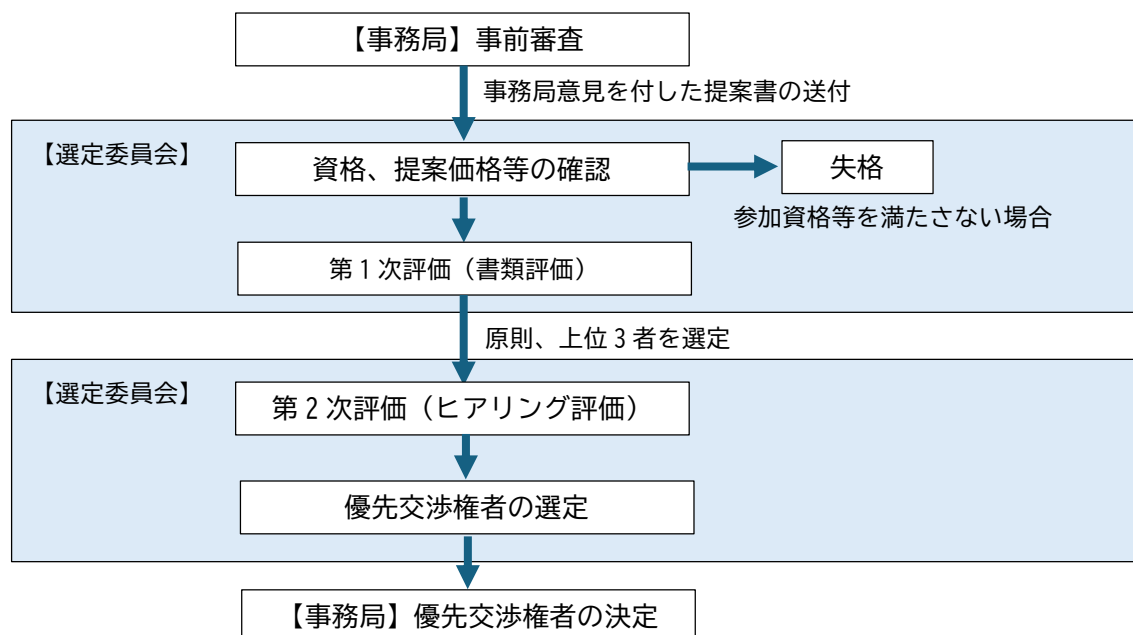 【事務局】事前審査
事務局意見を付した提案書の送付
【選定委員会】
資格、提案価格等の確認
失格
参加資格等を満たさない場合
第1次評価（書類評価）
原則、上位3者を選定
【選定委員会】
第2次評価（ヒアリング評価）
優先交渉権者の選定
【事務局】優先交渉権者の決定